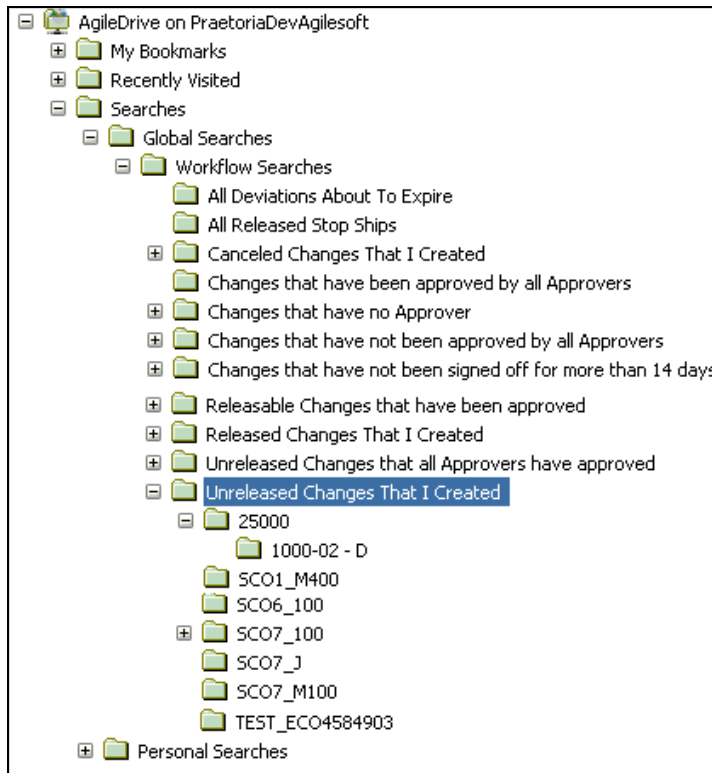 AgileDrive on PraetoriaDevAgilesoft
My Bookmarks
Recently Visited
Searches
Global Searches
Workflow Searches
All Deviations About To Expire
All Released Stop Ships
Canceled Changes That I Created
Changes that have been approved by all Approvers
Changes that have no Approver
Changes that have not been approved by all Approvers
Changes that have not been signed off for more than 14 days
Releasable Changes that have been approved
Released Changes That I Created
Unreleased Changes that all Approvers have approved
Unreleased Changes That I Created
25000
1000-02 - D
SCO1_M400
SCO6_100
SCO7_100
SCO7_J
SCO7_M100
TEST_ECO4584903
Personal Searches